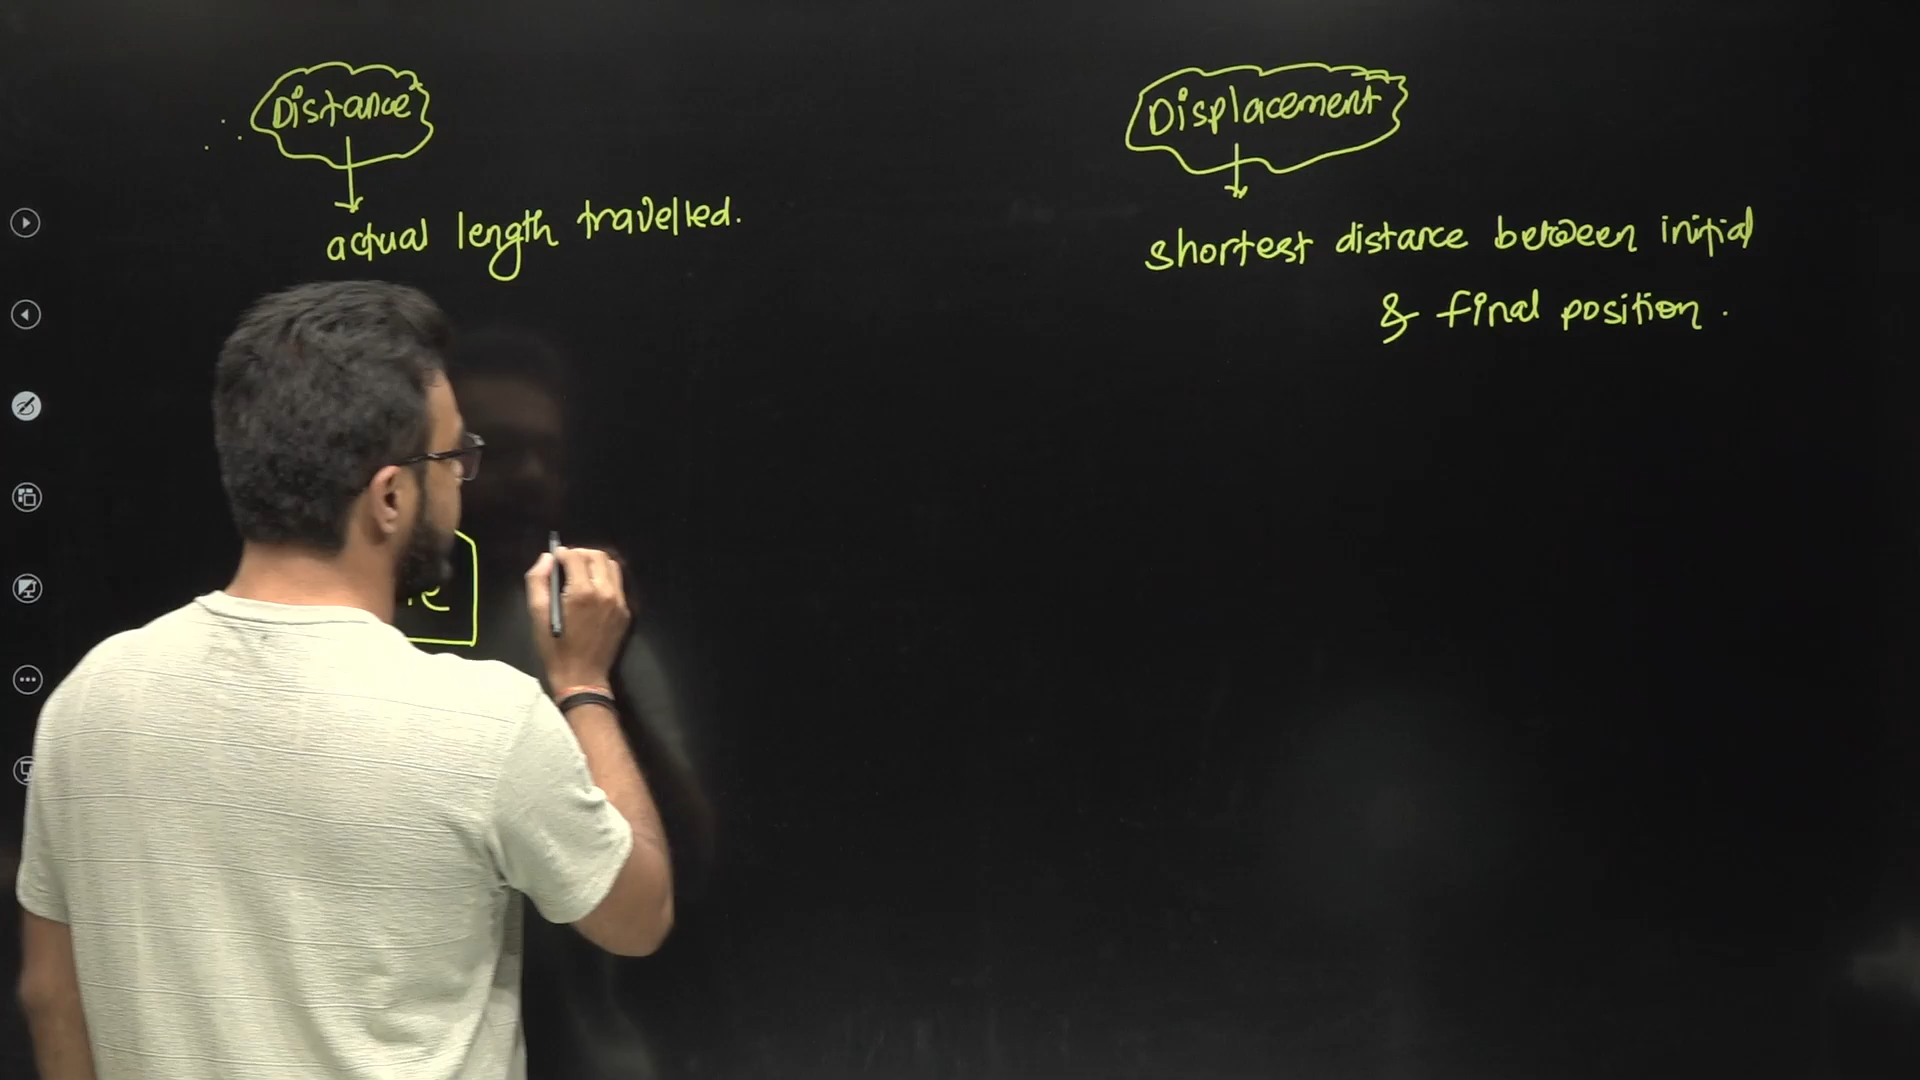 Distance
actual length travelled.
Displacement
shortest distance between initial
& final position.